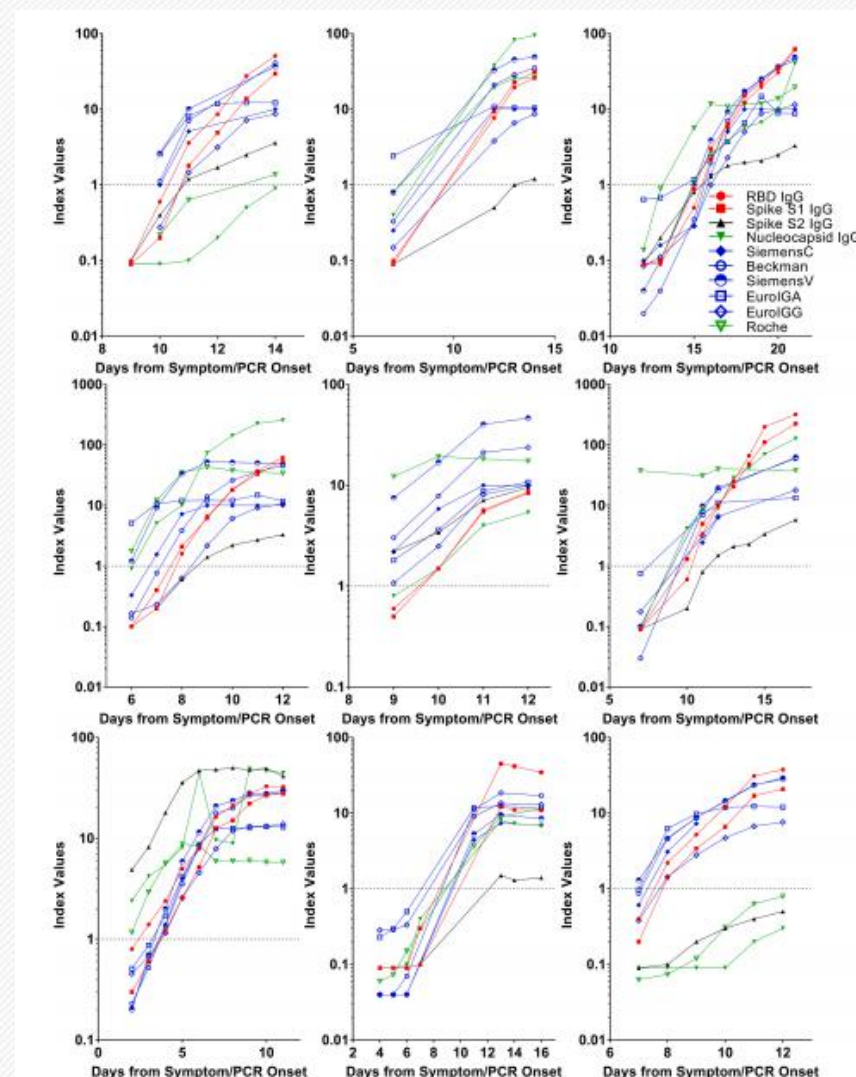 100
10
1
0.1
0.01
Index Values
8 10 12 14
Days from Symptom/PCR Onset
100
10
1
0.1
0.01
Index Values
5 10 15
Days from Symptom/PCR Onset
100
10
1
0.1
0.01
Index Values
10 15 20
Days from Symptom/PCR Onset
RBD IgG
Spike S1 IgG
Spike S2 IgG
Nucleocapsid IgG
SiemensC
Beckman
SiemensV
EuroIGA
EuroIGG
Roche
1000
100
10
1
0.1
0.01
Index Values
6 8 10 12
Days from Symptom/PCR Onset
100
10
1
0.1
Index Values
8 9 10 11 12
Days from Symptom/PCR Onset
1000
100
10
1
0.1
0.01
Index Values
5 10 15
Days from Symptom/PCR Onset
100
10
1
0.1
Index Values
0 5 10
Days from Symptom/PCR Onset
100
10
1
0.1
0.01
Index Values
2 4 6 8 10 11 12 13 14 16
Days from Symptom/PCR Onset
100
10
1
0.1
0.01
Index Values
6 8 10 12
Days from Symptom/PCR Onset